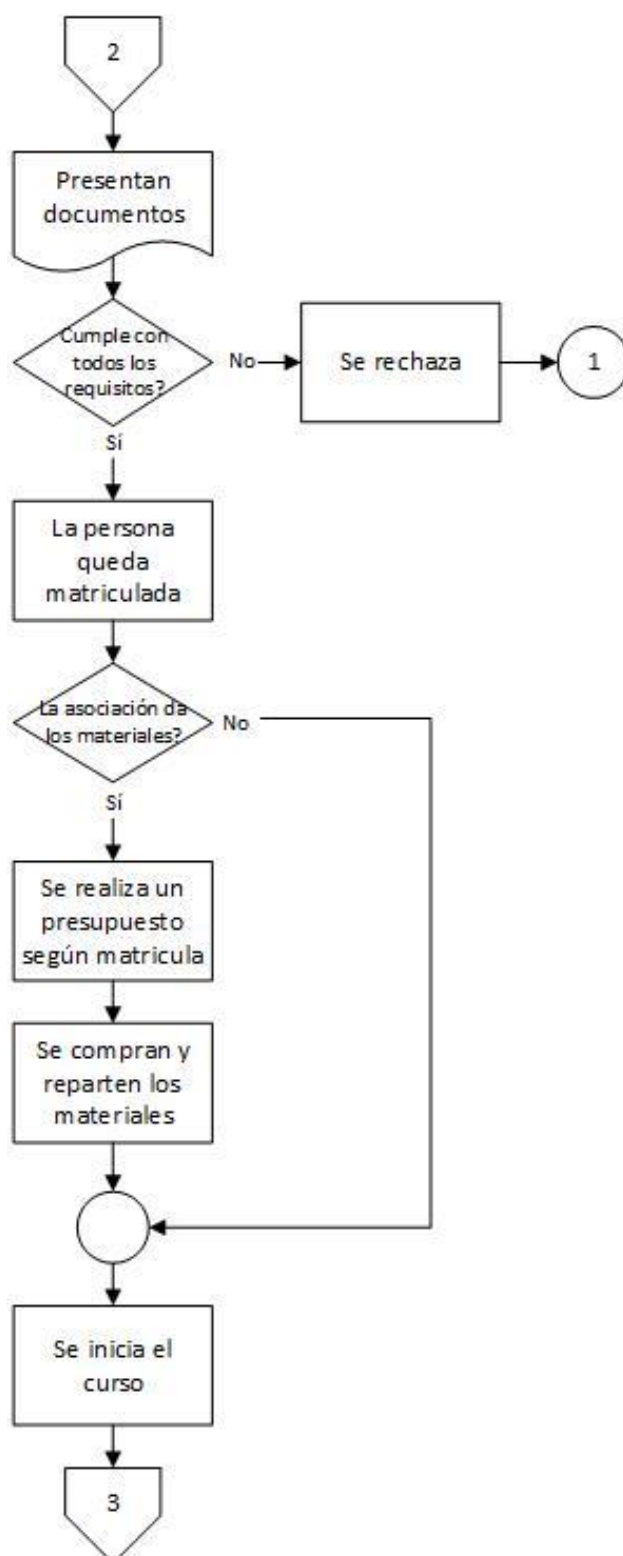 2
Presentan
documentos
Cumple con
todos los
requisitos?
No
Se rechaza
1
Sí
La persona
queda
matriculada
La asociación da
los materiales?
No
Sí
Se realiza un
presupuesto
según matricula
Se compran y
reparten los
materiales
Se inicia el
curso
3